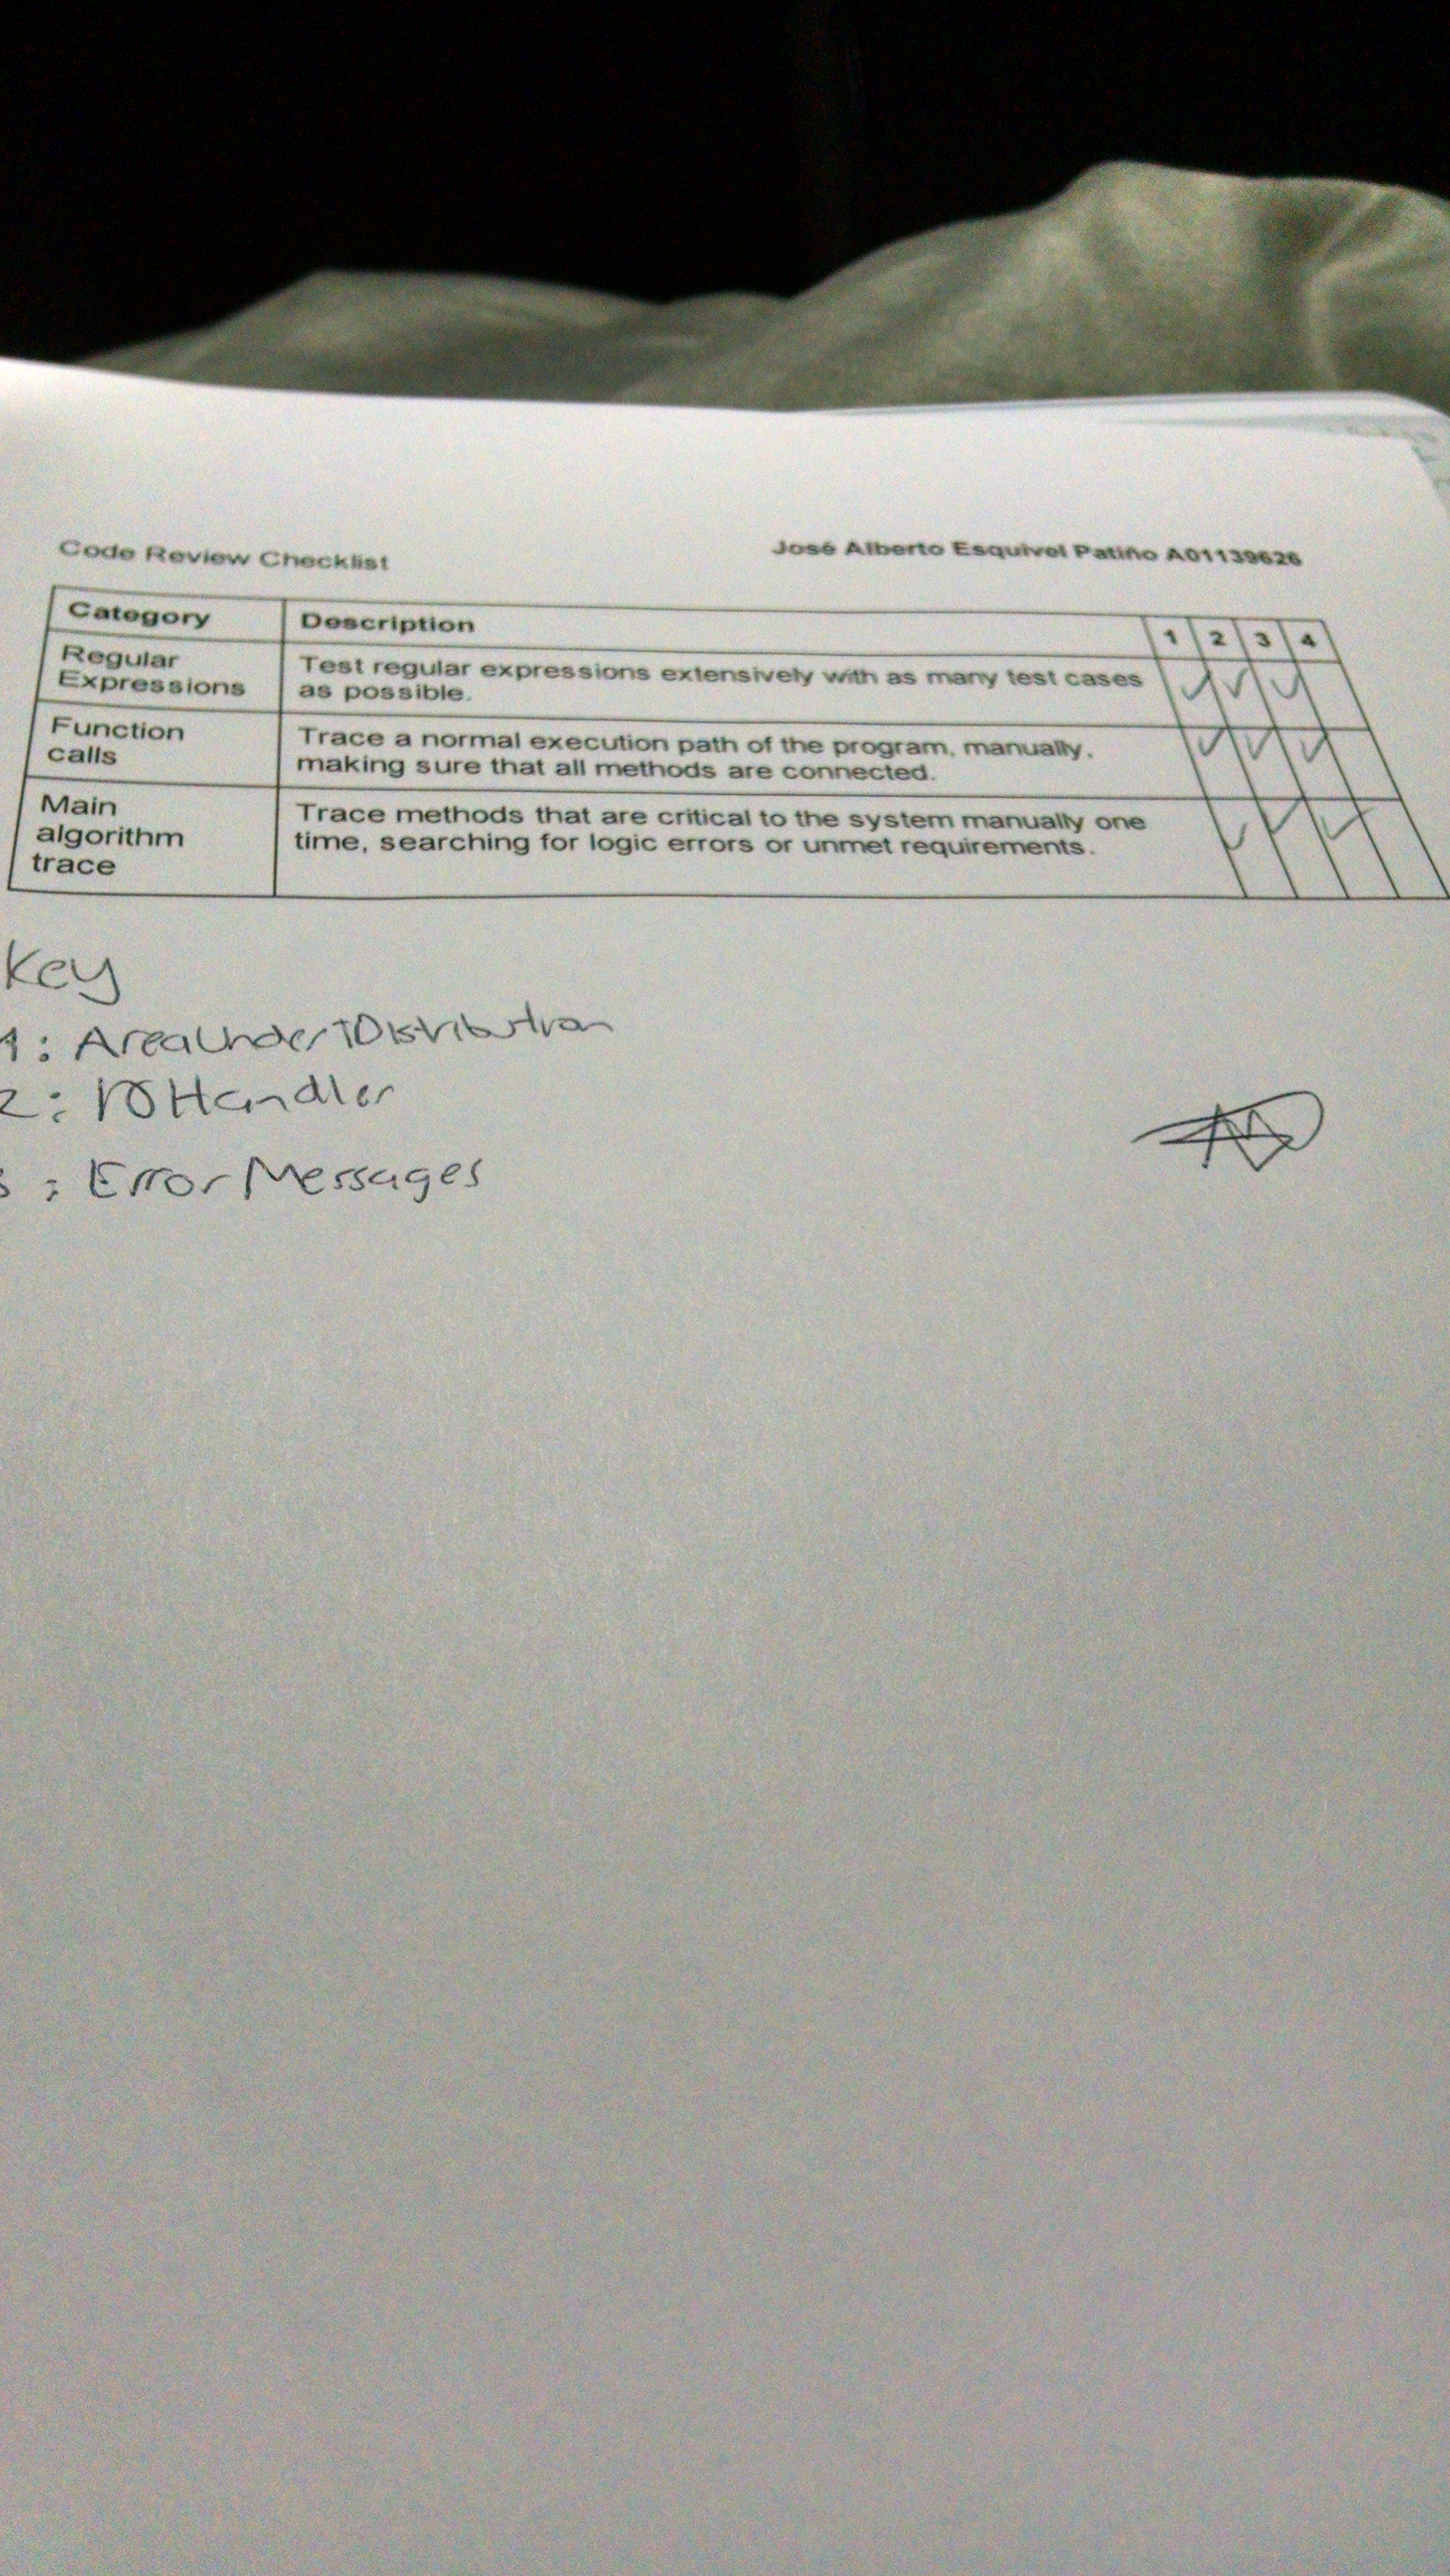 Code Review Checklist
José Alberto Esquivel Patiño A01139626
Category Description 1 2 3 4
Regular Expressions
Test regular expressions extensively with as many test cases
as possible.
Function calls
Trace a normal execution path of the program, manually,
making sure that all methods are connected.
Main algorithm trace
Trace methods that are critical to the system manually one
time, searching for logic errors or unmet requirements.
Key
1: AreaUnder
2: IOHandler
3: Error Messages